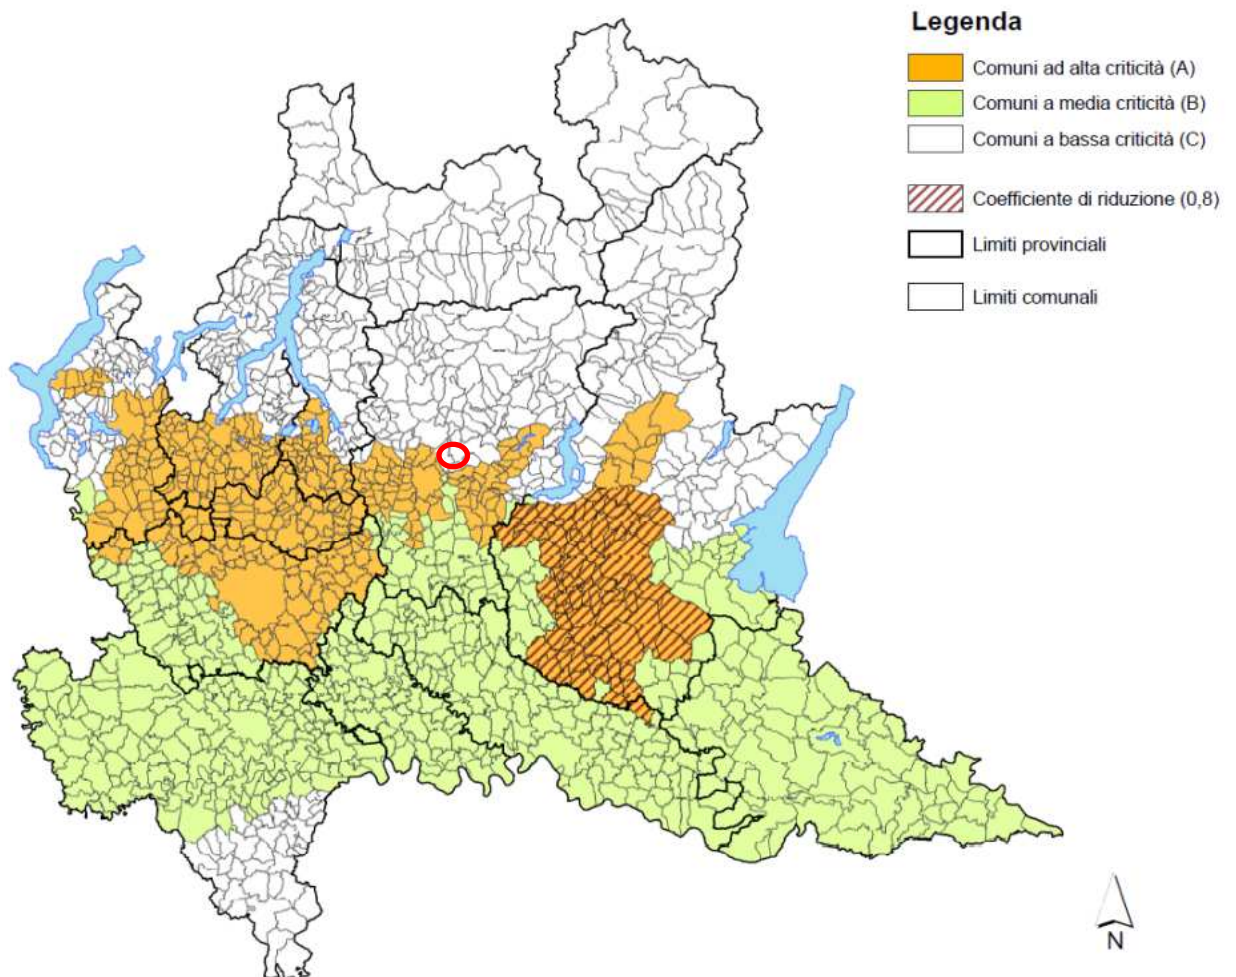 Legenda
Comuni ad alta criticità (A)
Comuni a media criticità (B)
Comuni a bassa criticità (C)
Coefficiente di riduzione (0,8)
Limiti provinciali
Limiti comunali
N